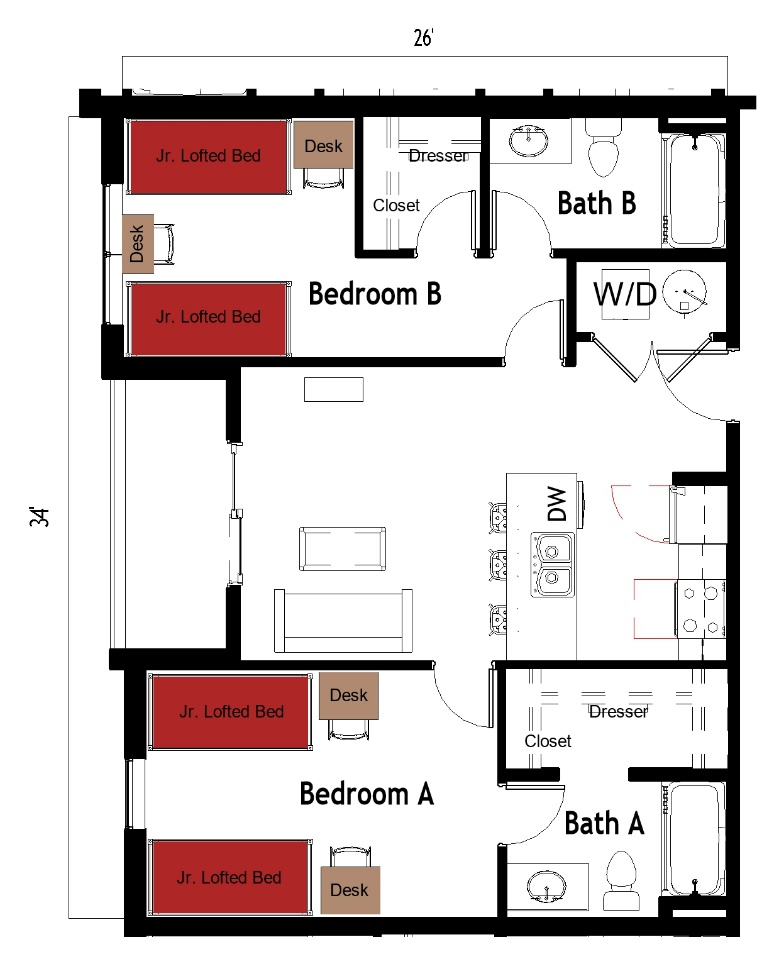 26'
Jr. Lofted Bed
Desk
Dresser
Closet
Bath B
Desk
Jr. Lofted Bed
Bedroom B
W/D
34'
DW
Jr. Lofted Bed
Desk
Dresser
Closet
Bedroom A
Bath A
Jr. Lofted Bed
Desk